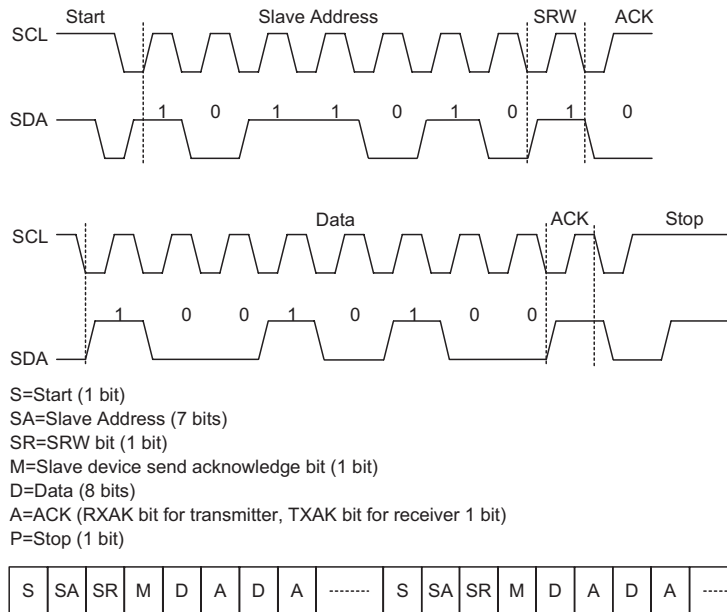 Start Slave Address SRW ACK
SCL
1 0 1 1 0 1 0 1 0
SDA
Data ACK Stop
SCL
1 0 0 1 0 1 0 0
SDA
S=Start (1 bit)
SA=Slave Address (7 bits)
SR=SRW bit (1 bit)
M=Slave device send acknowledge bit (1 bit)
D=Data (8 bits)
A=ACK (RXAK bit for transmitter, TXAK bit for receiver 1 bit)
P=Stop (1 bit)
S SA SR M D A D A ........ S SA SR M D A D A ........